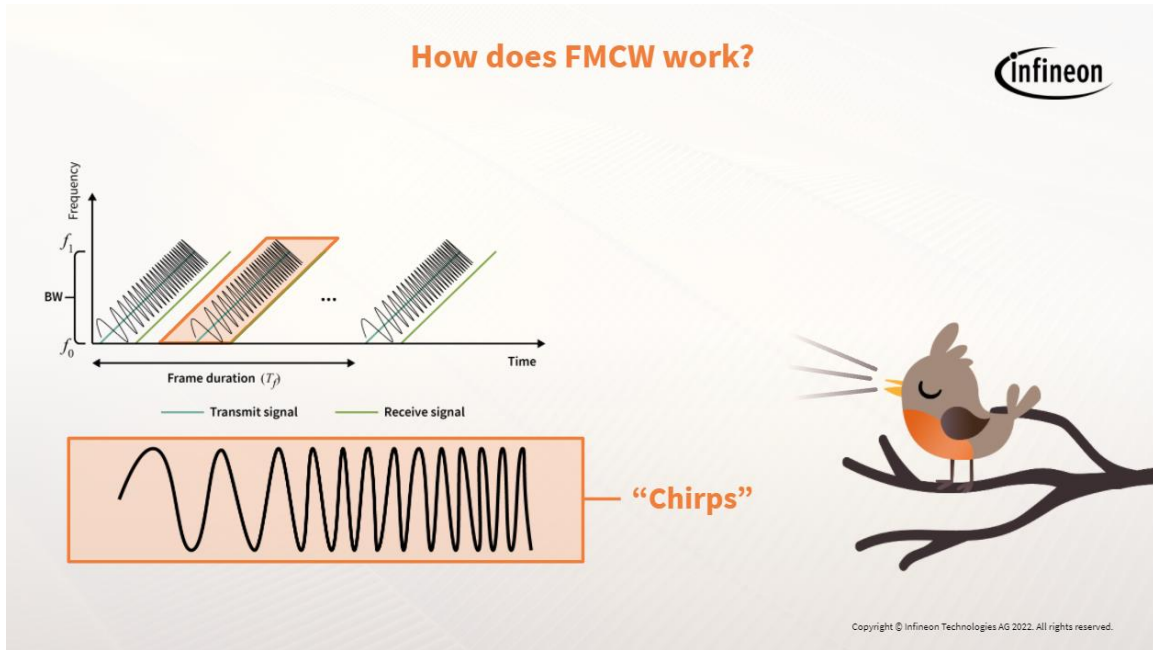 How does FMCW work?
infineon
Frequency
f₁
BW
f₀
Time
Frame duration (T_f)
...
Transmit signal
Receive signal
“Chirps”
Copyright © Infineon Technologies AG 2022. All rights reserved.